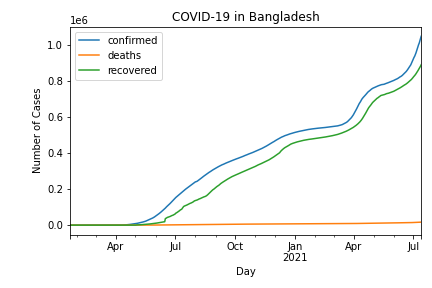 COVID-19 in Bangladesh
1e6
confirmed
deaths
recovered
Number of Cases
1.0
0.8
0.6
0.4
0.2
0.0
Apr Jul Oct Jan Apr Jul
2021
Day